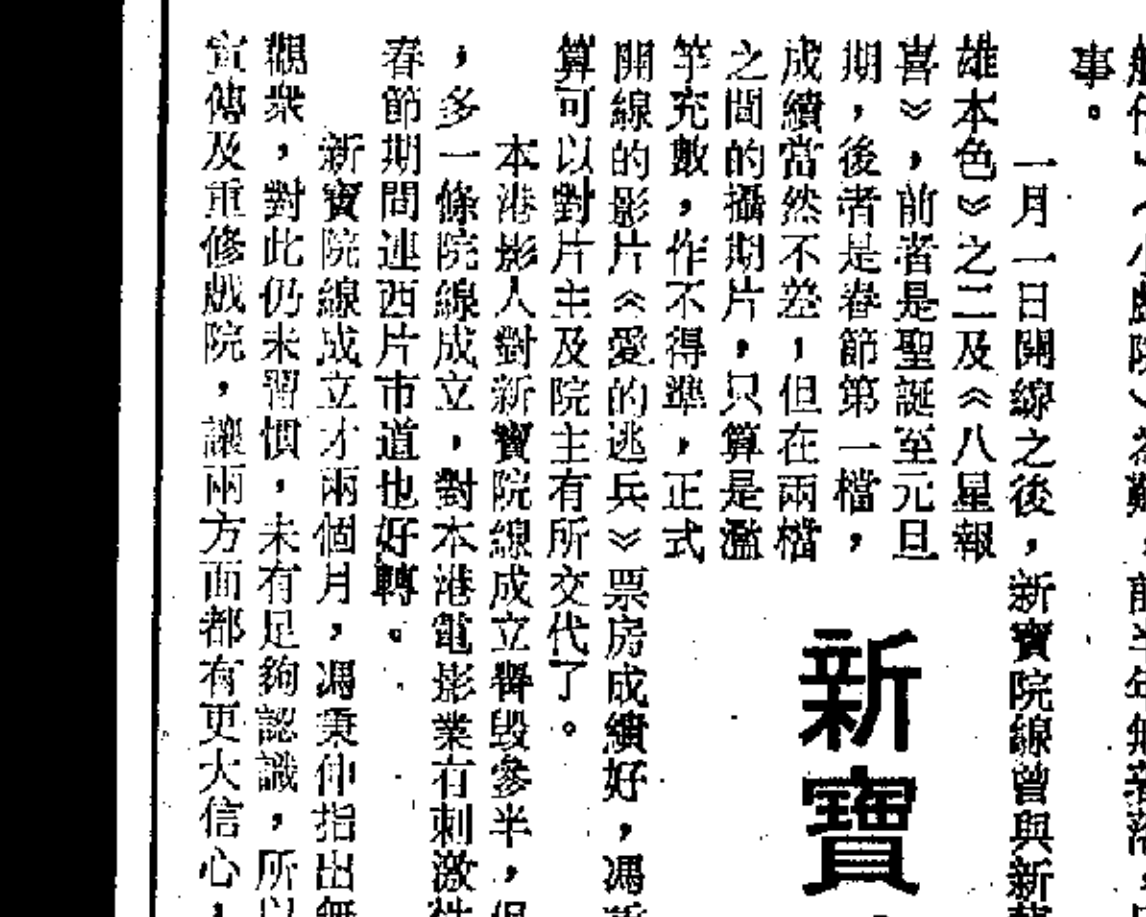 事。
一月一日開線之後，新寶院線曾與新
雄本色》之二及《八星報
喜》，前者是聖誕至元旦
期，後者是春節第一檔，
成績當然不差，但在兩檔
之間的攝期片，只算是濫
竽充數，作不得準，正式
開線的影片《愛的逃兵》票房成績好，馮
算可以對片主及院主有所交代了。
本港影人對新寶院線成立譽毀參半，但
，多一條院線成立，對本港電影業有刺激性
春節期間連西片市道也好轉。
新寶院線成立才兩個月，馮秉仲指出無
觀衆，對此仍未習慣，未有足夠認識，所以
宣傳及重修戲院，讓兩方面都有更大信心，
新寶